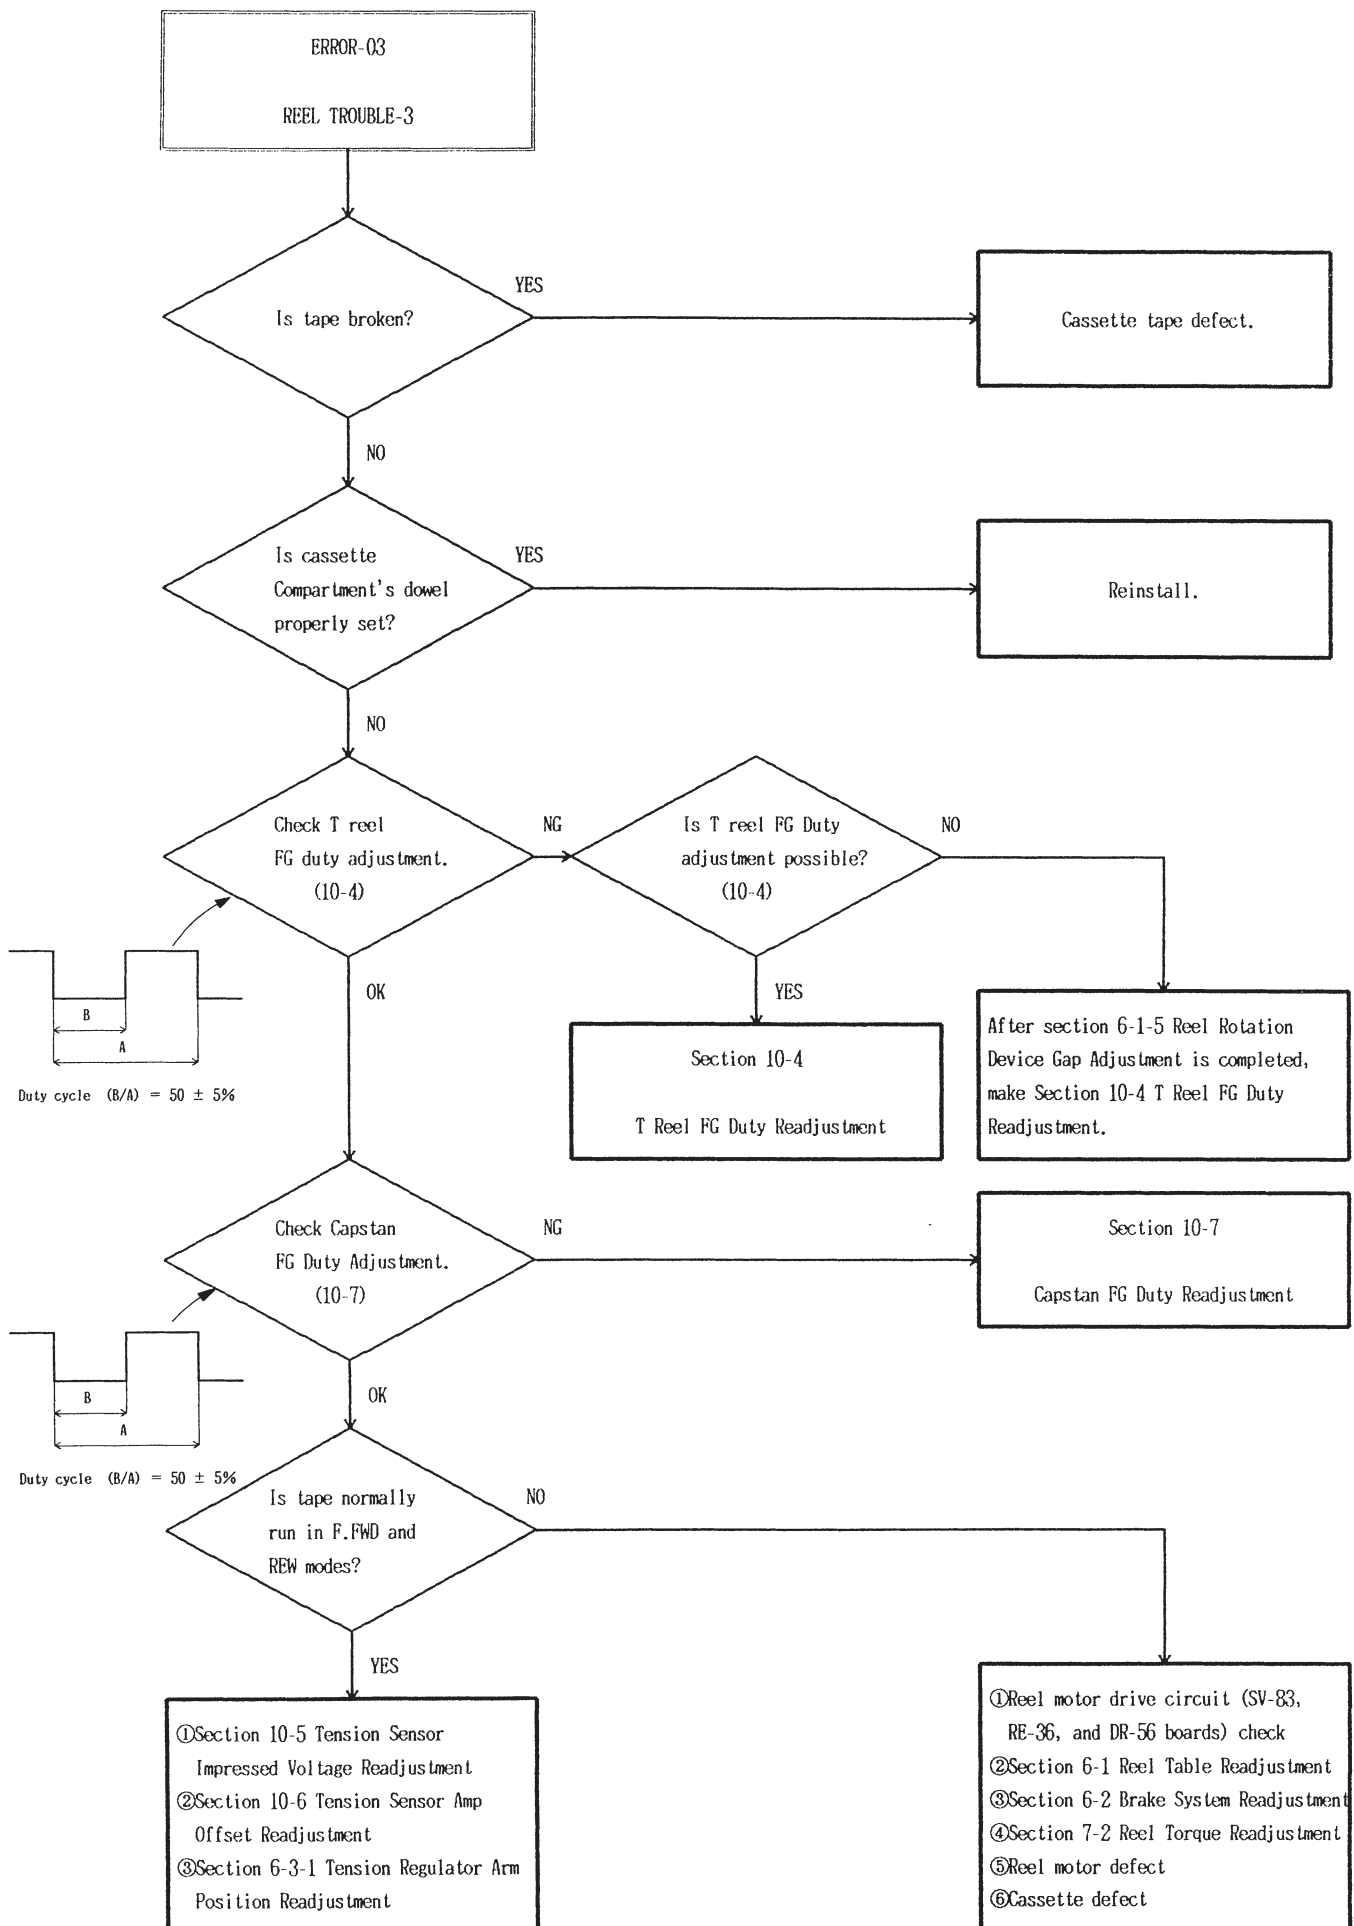 ERROR-03
REEL TROUBLE-3
Is tape broken?
YES
Cassette tape defect.
NO
Is cassette
Compartment's dowel
properly set?
YES
Reinstall.
NO
Check T reel
FG duty adjustment.
(10-4)
NG
Is T reel FG Duty
adjustment possible?
(10-4)
NO
B
A
Duty cycle (B/A) = 50 ± 5%
OK
YES
Section 10-4
T Reel FG Duty Readjustment
After section 6-1-5 Reel Rotation
Device Gap Adjustment is completed,
make Section 10-4 T Reel FG Duty
Readjustment.
Check Capstan
FG Duty Adjustment.
(10-7)
NG
Section 10-7
Capstan FG Duty Readjustment
B
A
Duty cycle (B/A) = 50 ± 5%
OK
Is tape normally
run in F.FWD and
REW modes?
NO
YES
①Section 10-5 Tension Sensor
Impressed Voltage Readjustment
②Section 10-6 Tension Sensor Amp
Offset Readjustment
③Section 6-3-1 Tension Regulator Arm
Position Readjustment
①Reel motor drive circuit (SV-83,
RE-36, and DR-56 boards) check
②Section 6-1 Reel Table Readjustment
③Section 6-2 Brake System Readjustment
④Section 7-2 Reel Torque Readjustment
⑤Reel motor defect
⑥Cassette defect